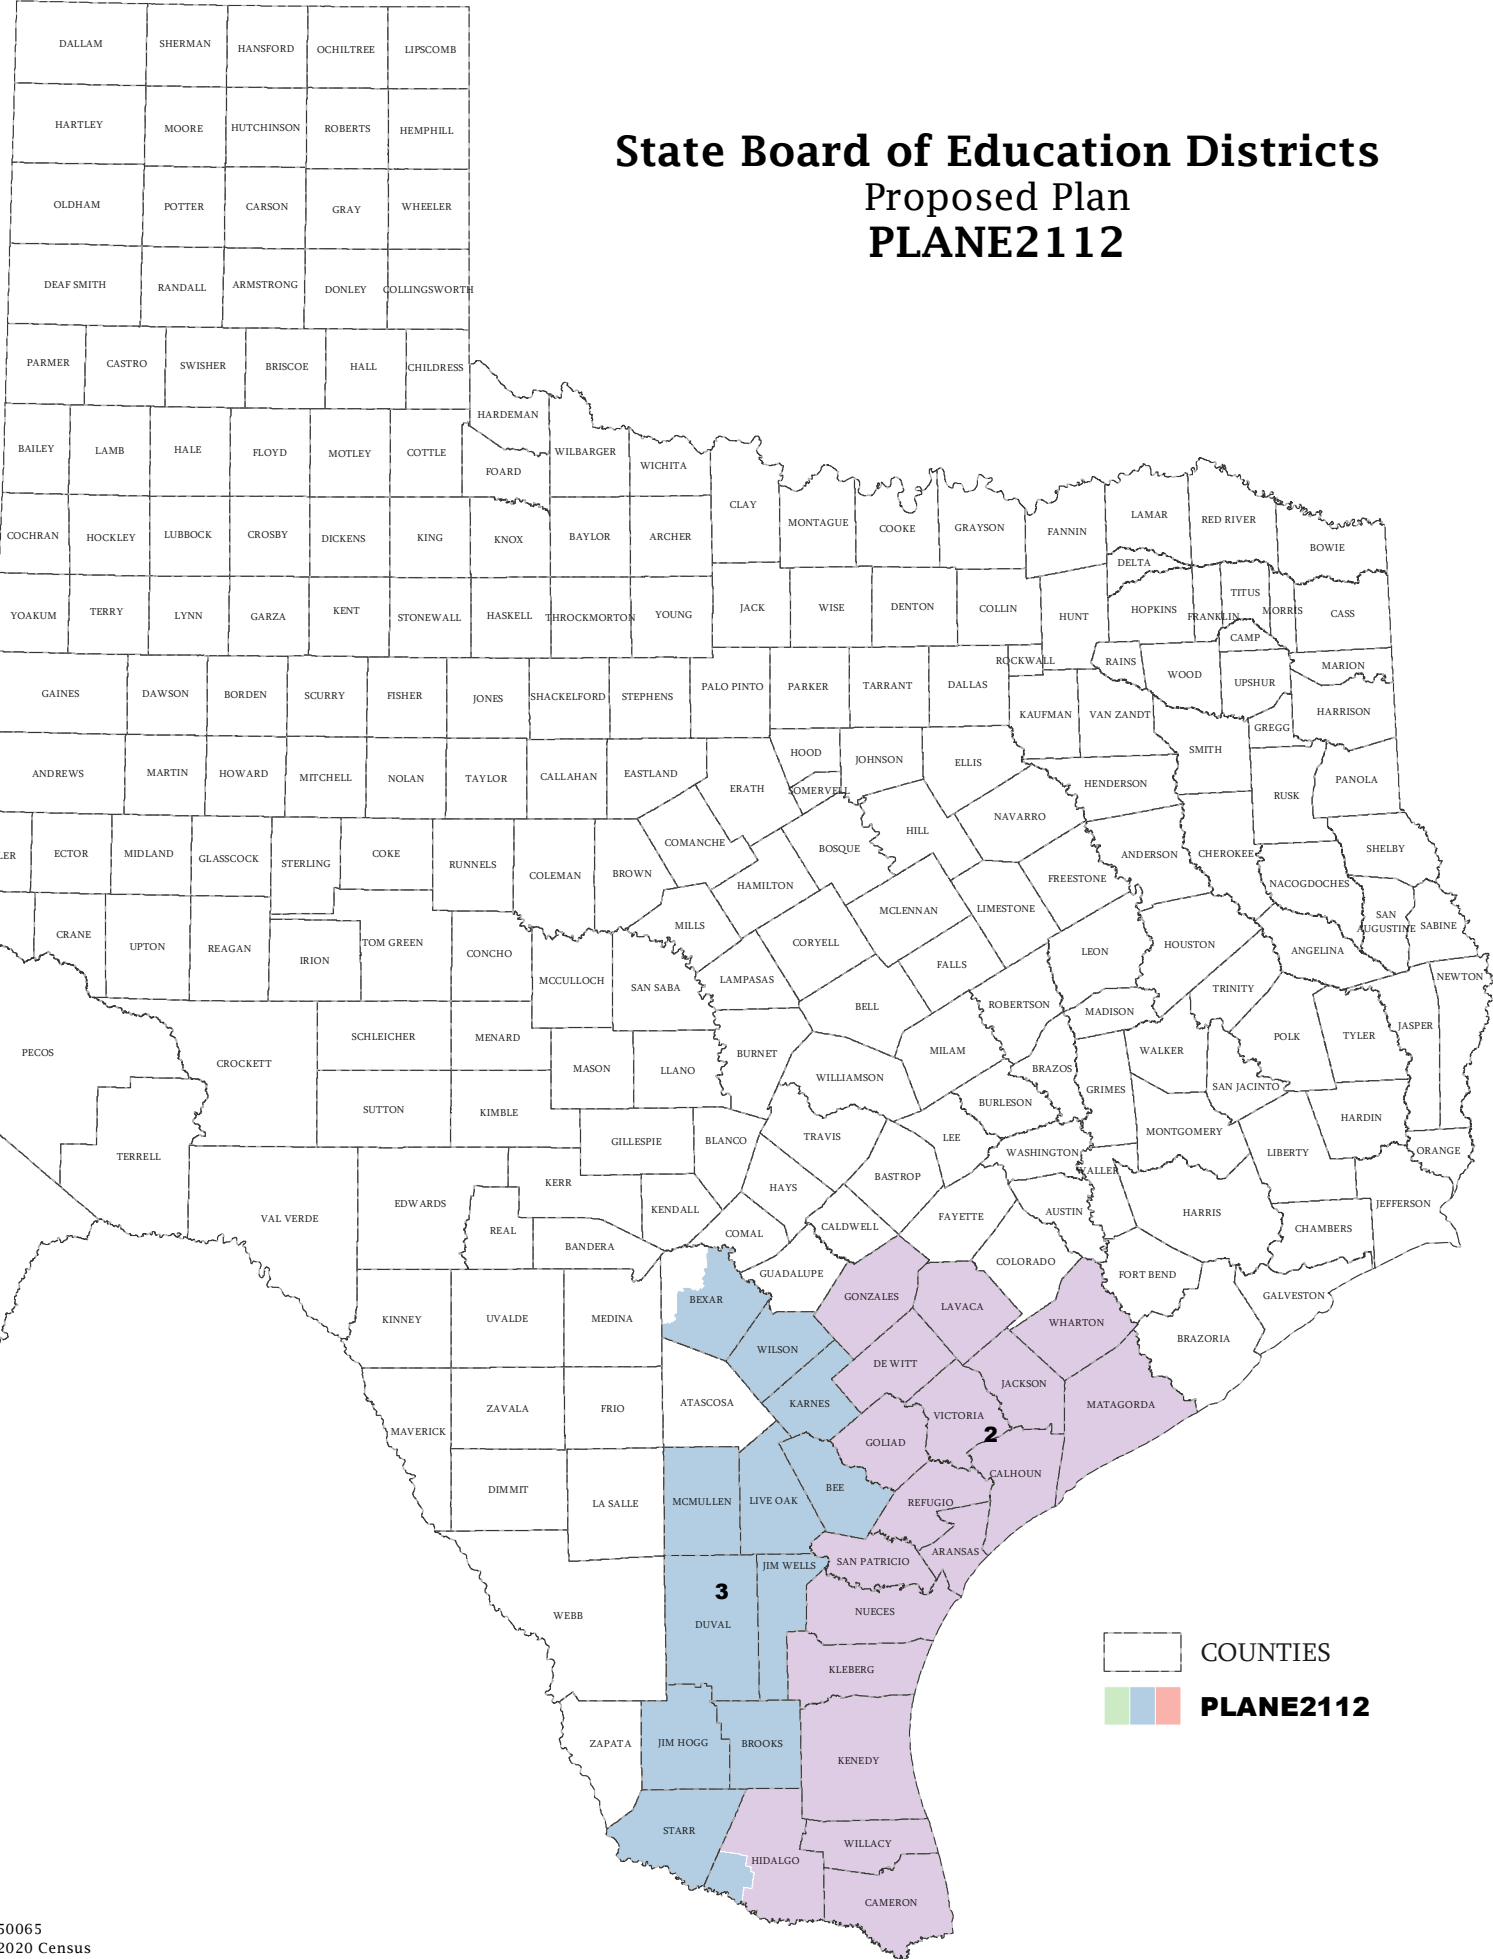 DALLAM SHERMAN HANSFORD OCHILTREE LIPSCOMB
HARTLEY MOORE HUTCHINSON ROBERTS HEMPHILL
State Board of Education Districts
Proposed Plan
PLANE2112
OLDHAM POTTER CARSON GRAY WHEELER
DEAF SMITH RANDALL ARMSTRONG DONLEY COLLINGSWORTH
PARMER CASTRO SWISHER BRISCOE HALL CHILDRESS
HARDEMAN
BAILEY LAMB HALE FLOYD MOTLEY COTTLE FOARD WILBARGER WICHITA
CLAY MONTAGUE COOKE GRAYSON FANNIN LAMAR RED RIVER BOWIE
COCHRAN HOCKLEY LUBBOCK CROSBY DICKENS KING KNOX BAYLOR ARCHER
DELTA TITUS
YOAKUM TERRY LYNN GARZA KENT STONEWALL HASKELL THROCKMORTON YOUNG JACK WISE DENTON COLLIN HUNT HOPKINS FRANKLIN MORRIS CASS
CAMP
ROCKWALL RAINS WOOD UPSHUR MARION
GAINES DAWSON BORDEN SCURRY FISHER JONES SHACKELFORD STEPHENS PALO PINTO PARKER TARRANT DALLAS KAUFMAN VAN ZANDT GREGG HARRISON
ANDREWS MARTIN HOWARD MITCHELL NOLAN TAYLOR CALLAHAN EASTLAND ERATH HOOD JOHNSON ELLIS SMITH
SOMERVELL HENDERSON RUSK PANOLA
LER ECTOR MIDLAND GLASSCOCK STERLING COKE RUNNELS COLEMAN BROWN COMANCHE BOSQUE HILL NAVARRO ANDERSON CHEROKEE SHELBY
HAMILTON FREESTONE NACOGDOCHES
MILLS MCLENNAN LIMESTONE SAN
AUGUSTINE SABINE
CRANE UPTON REAGAN IRION TOM GREEN CONCHO CORYELL LEON HOUSTON ANGELINA
MCCULLOCH SAN SABA LAMPASAS FALLS TRINITY NEWTON
BELL ROBERTSON MADISON
PECOS CROCKETT SCHLEICHER MENARD MASON LLANO BURNET MILAM WALKER POLK TYLER JASPER
WILLIAMSON BRAZOS
SUTTON KIMBLE BURLESON GRIMES SAN JACINTO HARDIN
TERRELL GILLESPIE BLANCO TRAVIS LEE WASHINGTON MONTGOMERY LIBERTY ORANGE
WALLER
VAL VERDE EDWARDS REAL KERR KENDALL HAYS BASTROP AUSTIN HARRIS JEFFERSON
BANDERA COMAL CALDWELL FAYETTE CHAMBERS
GUADALUPE COLORADO FORT BEND
KINNEY UVALDE MEDINA BEXAR GONZALES LAVACA WHARTON GALVESTON
WILSON BRAZORIA
DE WITT
MAVERICK ZAVALA FRIO ATASCOSA KARNES JACKSON MATAGORDA
VICTORIA
2
GOLIAD
DIMMIT LA SALLE MCMULLEN LIVE OAK BEE CALHOUN
REFUGIO
ARANSAS
JIM WELLS SAN PATRICIO
3
WEBB DUVAL NUECES
KLEBERG
COUNTIES
PLANE2112
ZAPATA JIM HOGG BROOKS KENEDY
STARR WILLACY
HIDALGO
CAMERON
50065
2020 Census